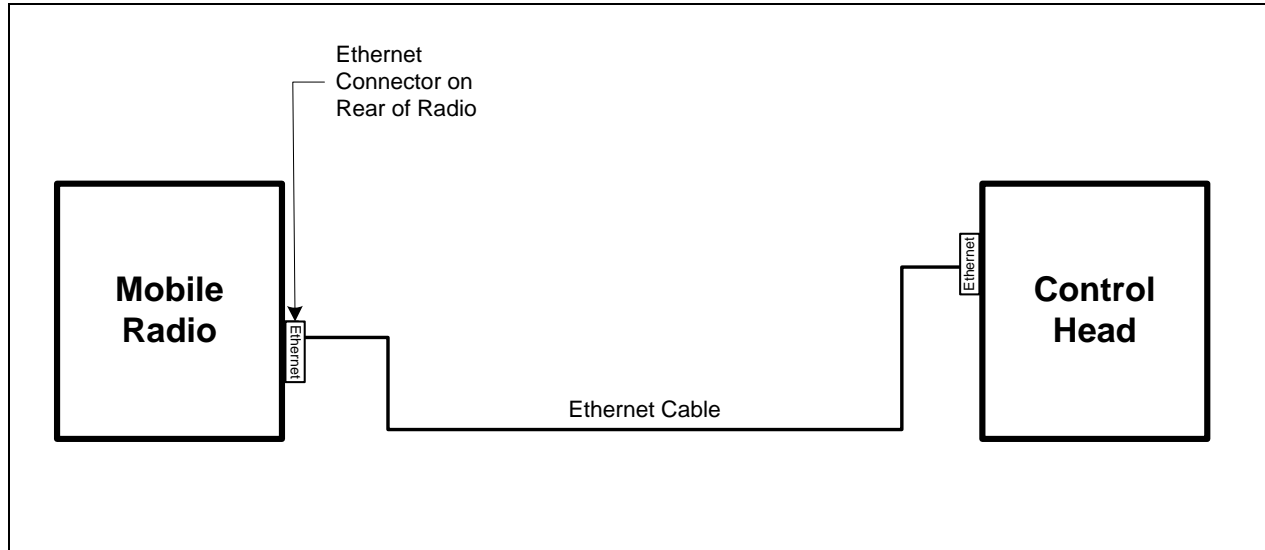 Ethernet
Connector on
Rear of Radio
Mobile
Radio
Ethernet
Ethernet Cable
Ethernet
Control
Head